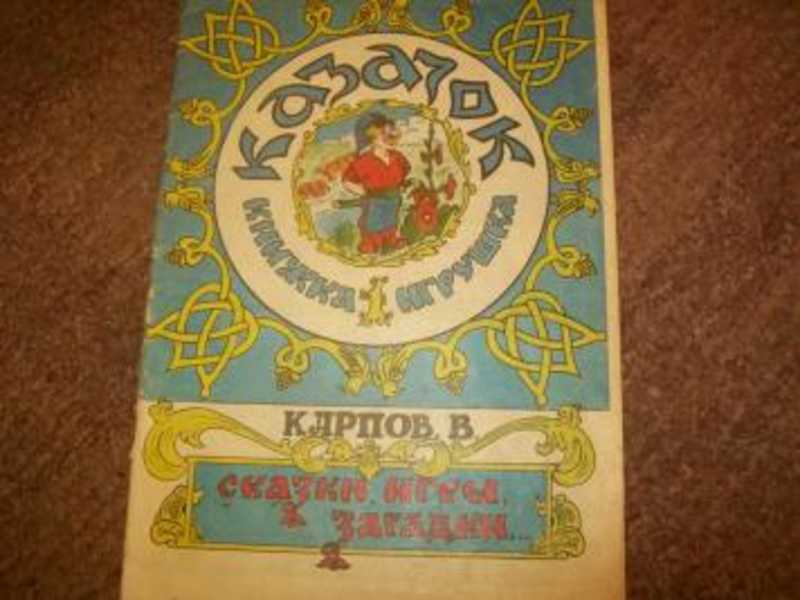 КАЗАЧОК
КНИЖКА 1 ИГРУШКА
КАРПОВ В.
СКАЗКИ, ИГРЫ,
ЗАГАДКИ...